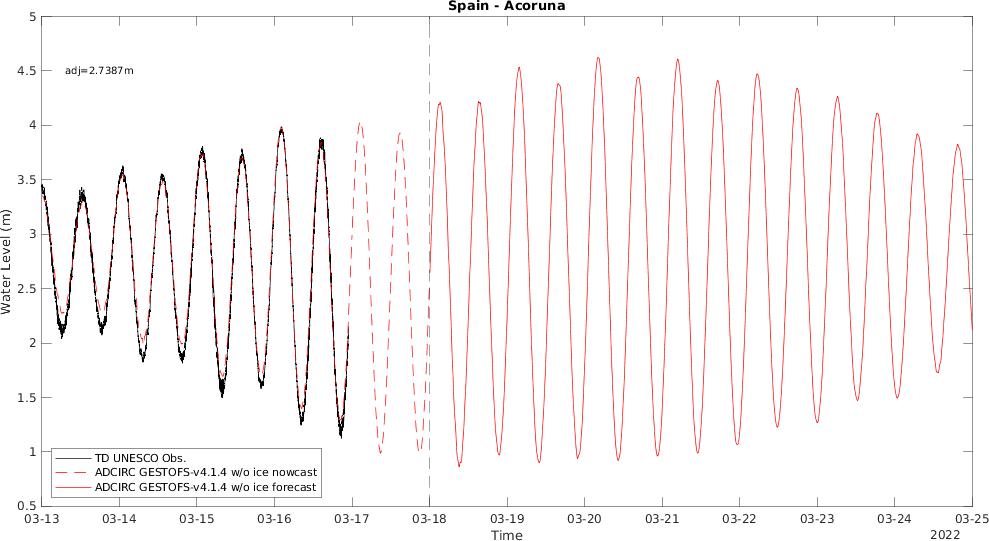 Spain - Acoruna
5
4.5
4
3.5
3
2.5
2
1.5
1
0.5
Water Level (m)
adj=2.7387m
TD UNESCO Obs.
ADCIRC GESTOFS-v4.1.4 w/o ice nowcast
ADCIRC GESTOFS-v4.1.4 w/o ice forecast
03-13 03-14 03-15 03-16 03-17 03-18 03-19 03-20 03-21 03-22 03-23 03-24 03-25
Time
2022